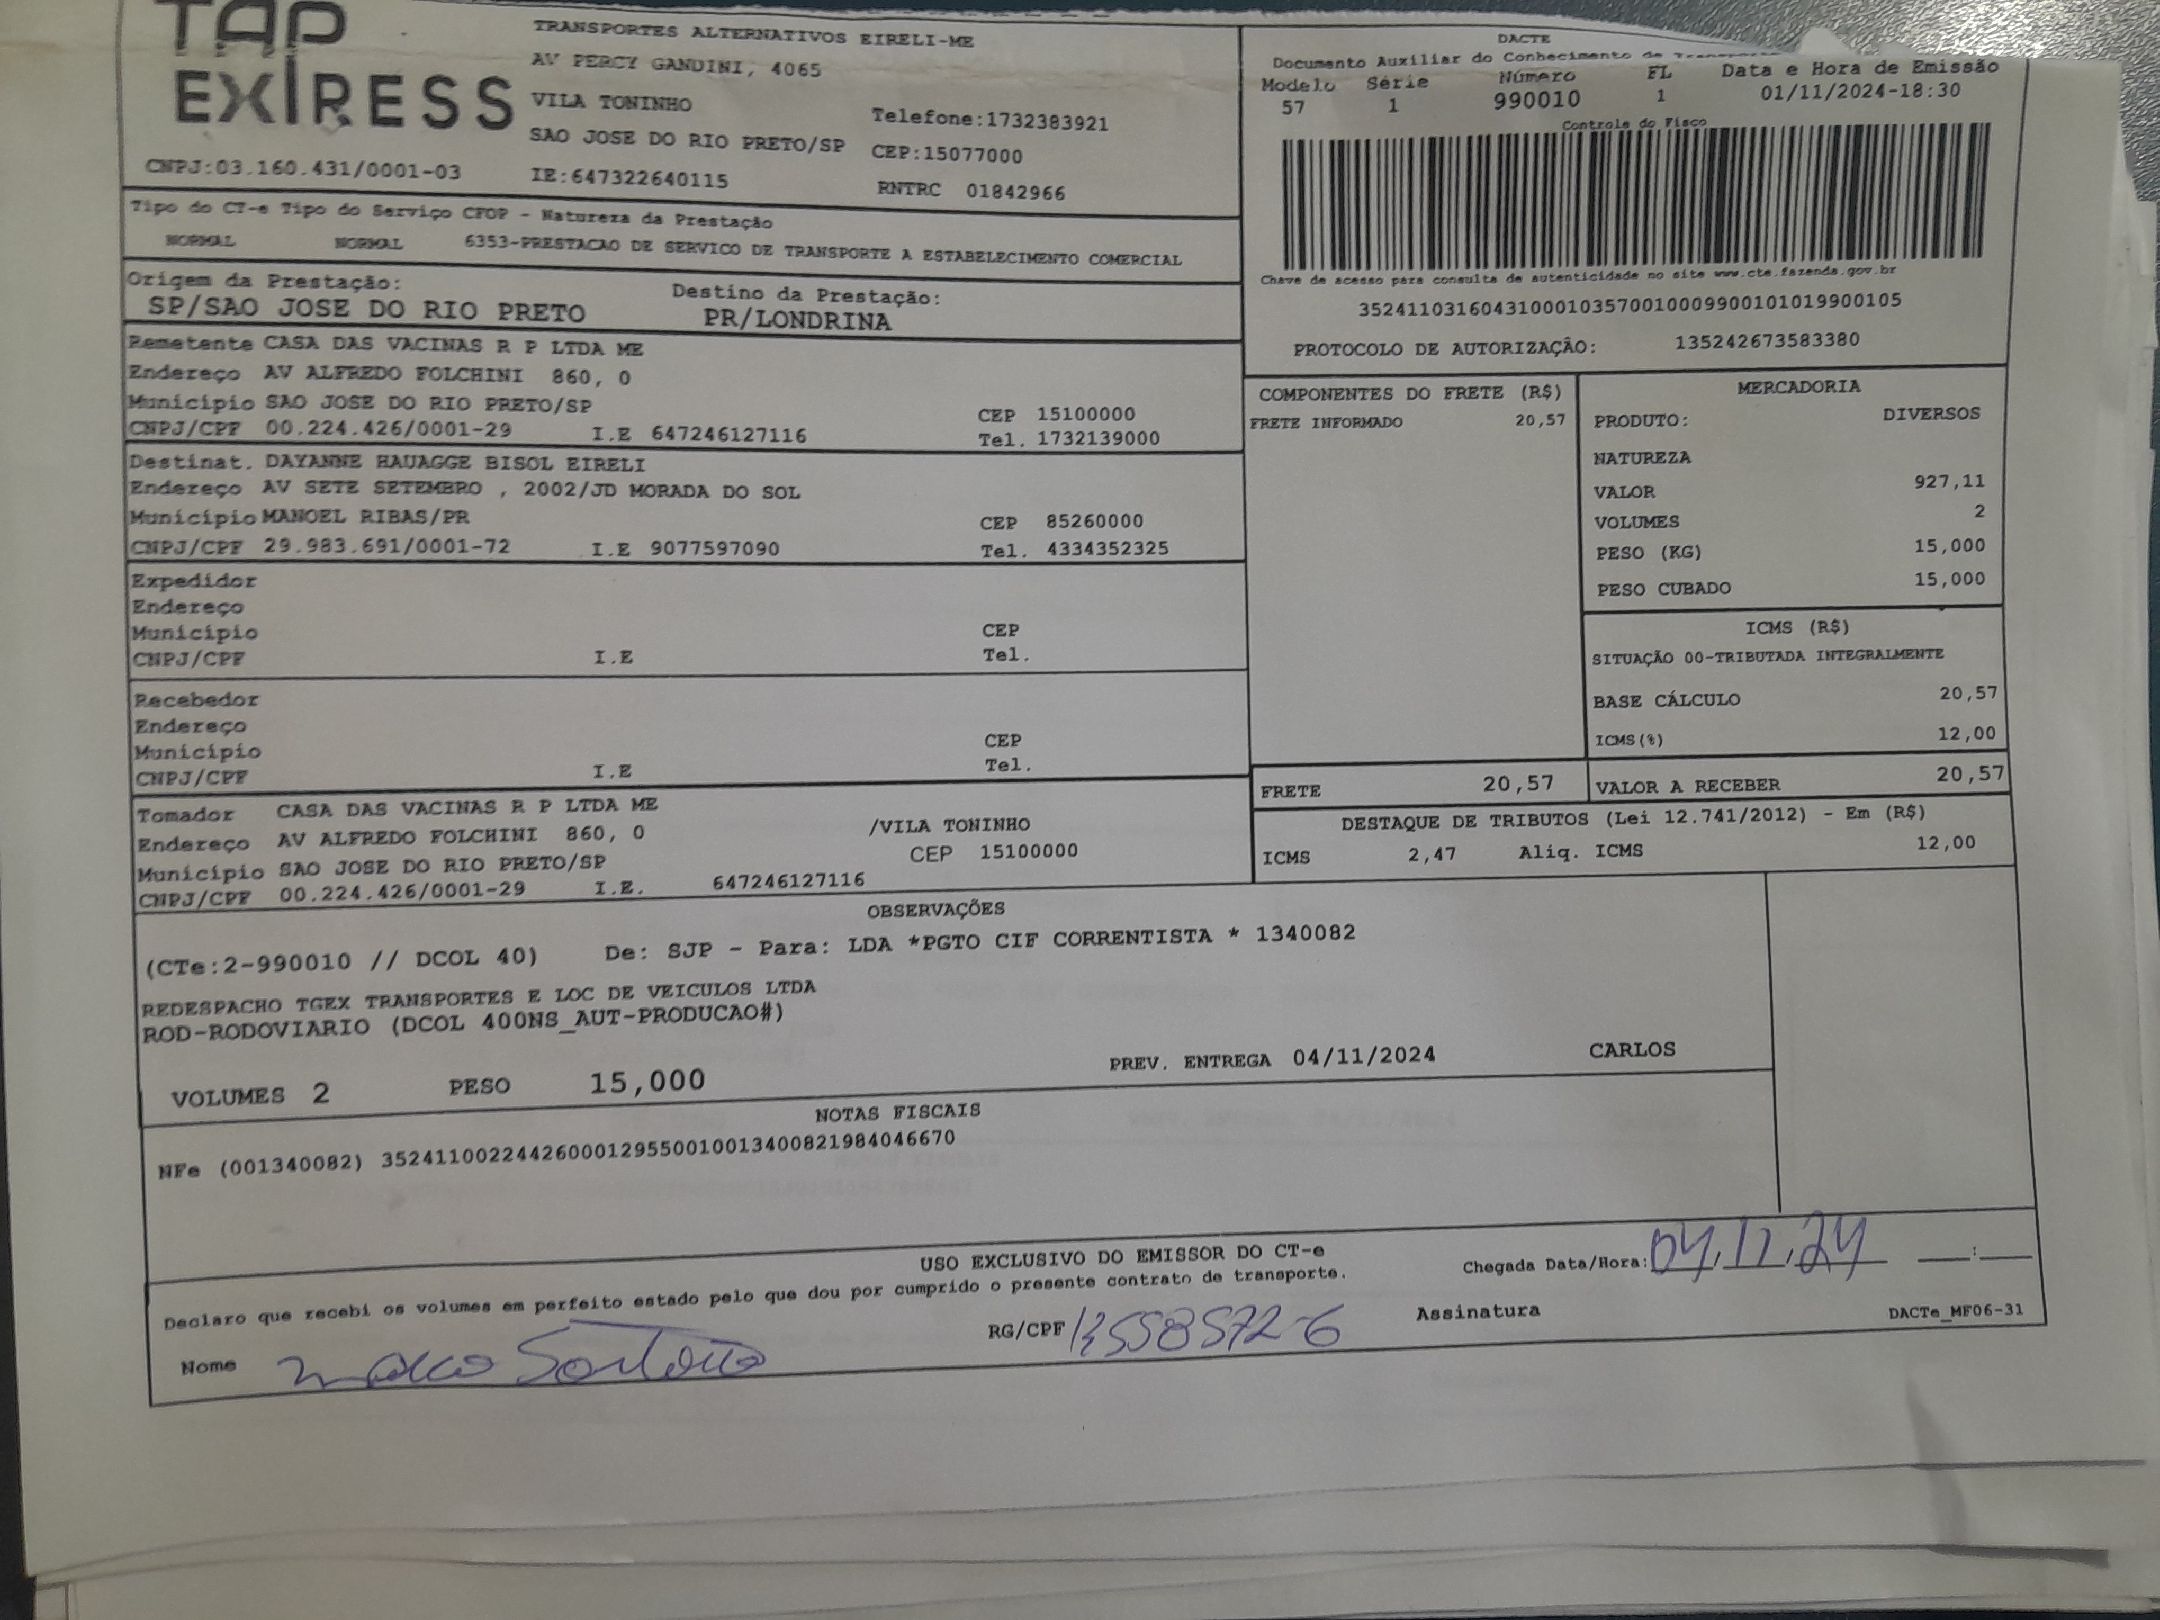 TAP EXPRESS
TRANSPORTES ALTERNATIVOS EIRELI-ME
AV PERCY GANDINI, 4065
VILA TONINHO
Telefone:1732383921
SAO JOSE DO RIO PRETO/SP CEP:15077000
CNPJ:03.160.431/0001-03 IE:647322640115 RNTRC 01842966
DACTE
Documento Auxiliar do Conhecimento de
Modelo Série Número FL Data e Hora de Emissão
57 1 990010 1 01/11/2024-18:30
Controle do Fisco
Chave de acesso para consulta de autenticidade no site www.cte.fazenda.gov.br
35241103160431000103570010009900101019900105
PROTOCOLO DE AUTORIZAÇÃO: 135242673583380
Tipo do CT-e Tipo do Serviço CFOP - Natureza da Prestação
NORMAL NORMAL 6353-PRESTACAO DE SERVICO DE TRANSPORTE A ESTABELECIMENTO COMERCIAL
Origem da Prestação: Destino da Prestação:
SP/SAO JOSE DO RIO PRETO PR/LONDRINA
Remetente CASA DAS VACINAS R P LTDA ME
Endereço AV ALFREDO FOLCHINI 860, 0
Município SAO JOSE DO RIO PRETO/SP CEP 15100000
CNPJ/CPF 00.224.426/0001-29 I.E 647246127116 Tel. 1732139000
Destinat. DAYANNE HAUAGGE BISOL EIRELI
Endereço AV SETE SETEMBRO , 2002/JD MORADA DO SOL
Município MANOEL RIBAS/PR CEP 85260000
CNPJ/CPF 29.983.691/0001-72 I.E 9077597090 Tel. 4334352325
Expedidor
Endereço
Município CEP
CNPJ/CPF I.E Tel.
Recebedor
Endereço
Município CEP
CNPJ/CPF I.E Tel.
Tomador CASA DAS VACINAS R P LTDA ME
Endereço AV ALFREDO FOLCHINI 860, 0 /VILA TONINHO
Município SAO JOSE DO RIO PRETO/SP CEP 15100000
CNPJ/CPF 00.224.426/0001-29 I.E. 647246127116
COMPONENTES DO FRETE (R$)
FRETE INFORMADO 20,57
MERCADORIA
PRODUTO: DIVERSOS
NATUREZA
VALOR 927,11
VOLUMES 2
PESO (KG) 15,000
PESO CUBADO 15,000
ICMS (R$)
SITUAÇÃO 00-TRIBUTADA INTEGRALMENTE
BASE CÁLCULO 20,57
ICMS(%) 12,00
FRETE 20,57 VALOR A RECEBER 20,57
DESTAQUE DE TRIBUTOS (Lei 12.741/2012) - Em (R$)
ICMS 2,47 Aliq. ICMS 12,00
OBSERVAÇÕES
(CTe:2-990010 // DCOL 40) De: SJP - Para: LDA *PGTO CIF CORRENTISTA * 1340082
REDESPACHO TGEX TRANSPORTES E LOC DE VEICULOS LTDA
ROD-RODOVIARIO (DCOL 400NS_AUT-PRODUCAO#)
VOLUMES 2 PESO 15,000 PREV. ENTREGA 04/11/2024 CARLOS
NOTAS FISCAIS
NFe (001340082) 35241100224426000129550010013400821984046670
USO EXCLUSIVO DO EMISSOR DO CT-e
Declaro que recebi os volumes em perfeito estado pelo que dou por cumprido o presente contrato de transporte.
Chegada Data/Hora: 04,11,24 ___:___
Nome RG/CPF 13558572-6 Assinatura DACTe_MF06-31